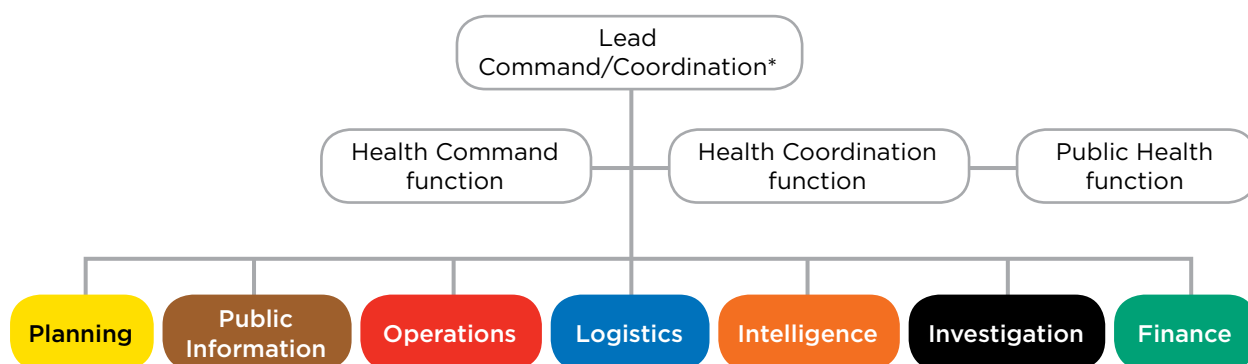 Lead
Command/Coordination*
Health Command
function
Health Coordination
function
Public Health
function
Planning
Public
Information
Operations
Logistics
Intelligence
Investigation
Finance